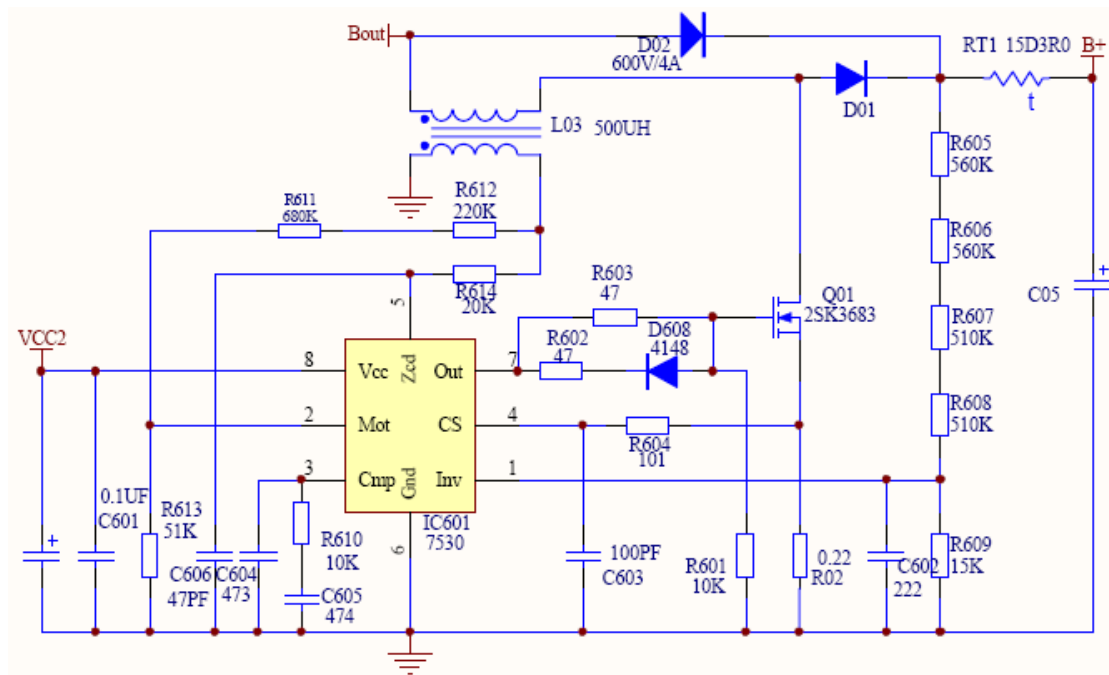 Bout
D02
600V/4A
RT1 15D3R0
B+
D01
t
L03 500UH
R605
560K
R611
680K
R612
220K
R606
560K
R614
20K
R603
47
Q01
2SK3683
C05
+
5
R607
510K
VCC2
R602
47
D608
4148
8
Vcc
Zcd
Out
7
2
Mot
CS
4
R604
101
R608
510K
3
Cmp
Gnd
Inv
1
IC601
7530
6
+
0.1UF
C601
R613
51K
C606
47PF
C604
473
R610
10K
C605
474
100PF
C603
R601
10K
0.22
R02
C602
222
R609
15K